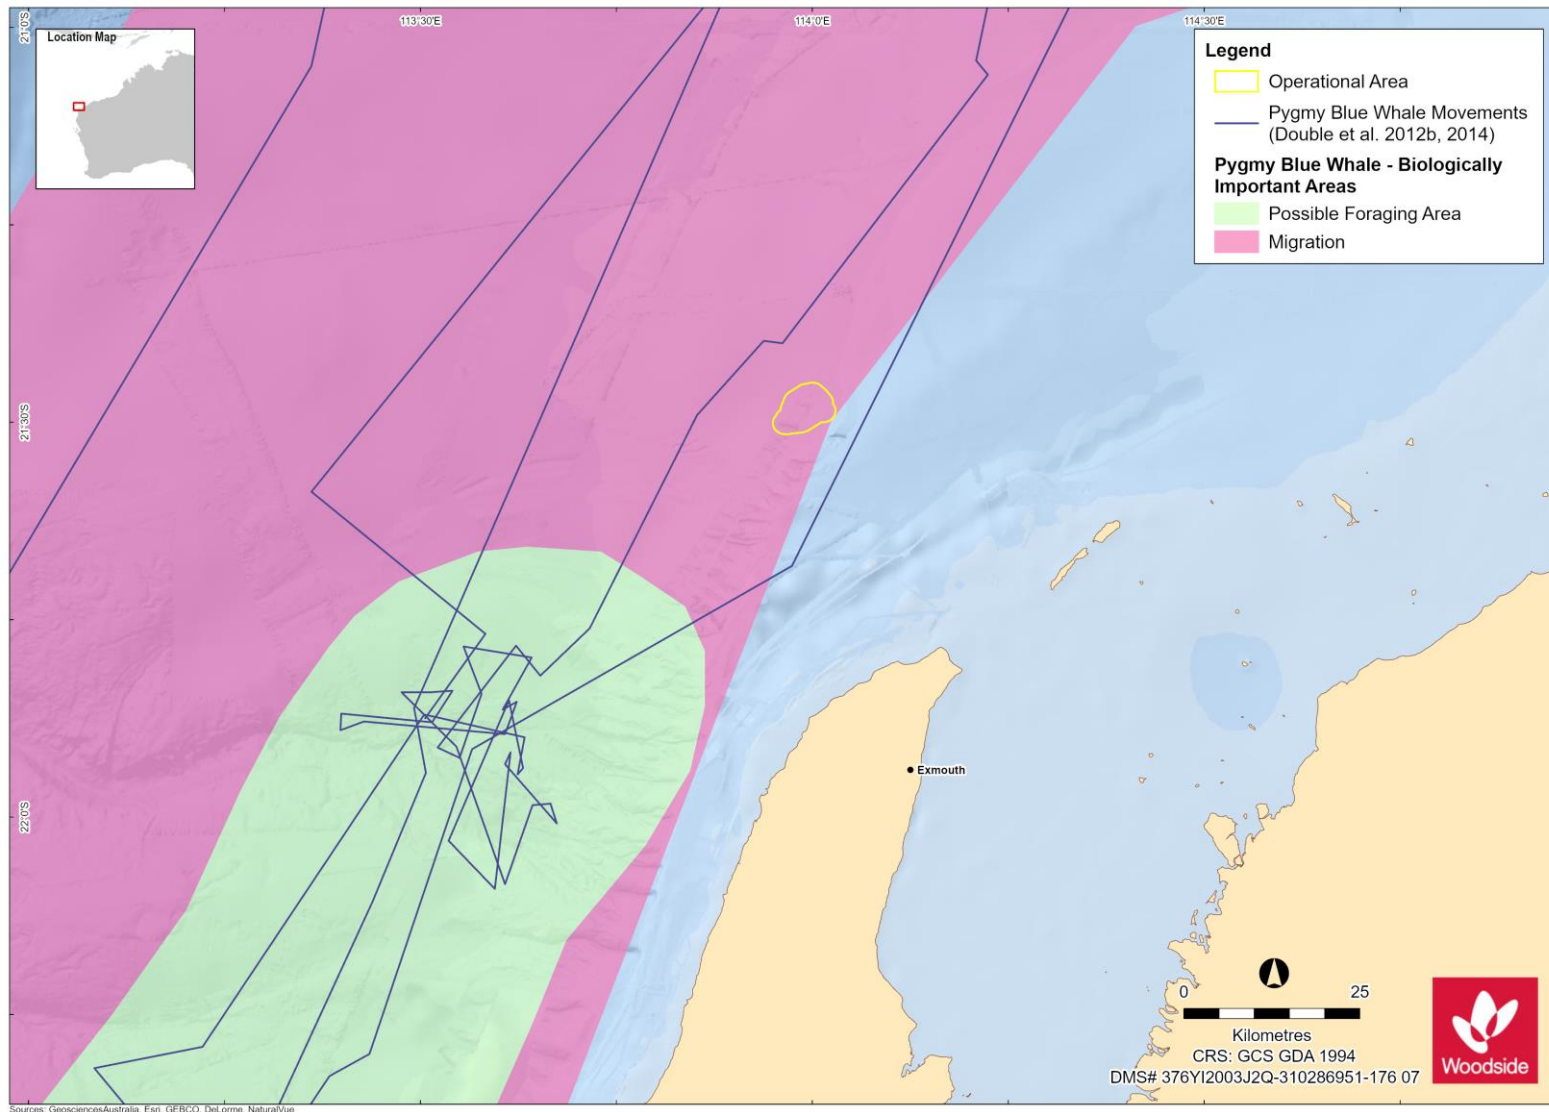 113°30'E
114°0'E
114°30'E
21°0'S
Location Map
Legend
Operational Area
Pygmy Blue Whale Movements
(Double et al. 2012b, 2014)
Pygmy Blue Whale - Biologically
Important Areas
Possible Foraging Area
Migration
21°30'S
Exmouth
22°0'S
0 25
Kilometres
CRS: GCS GDA 1994
DMS# 376YI2003J2Q-310286951-176 07
Woodside
Sources: GeosciencesAustralia, Esri, GEBCO, DeLorme, NaturalVue